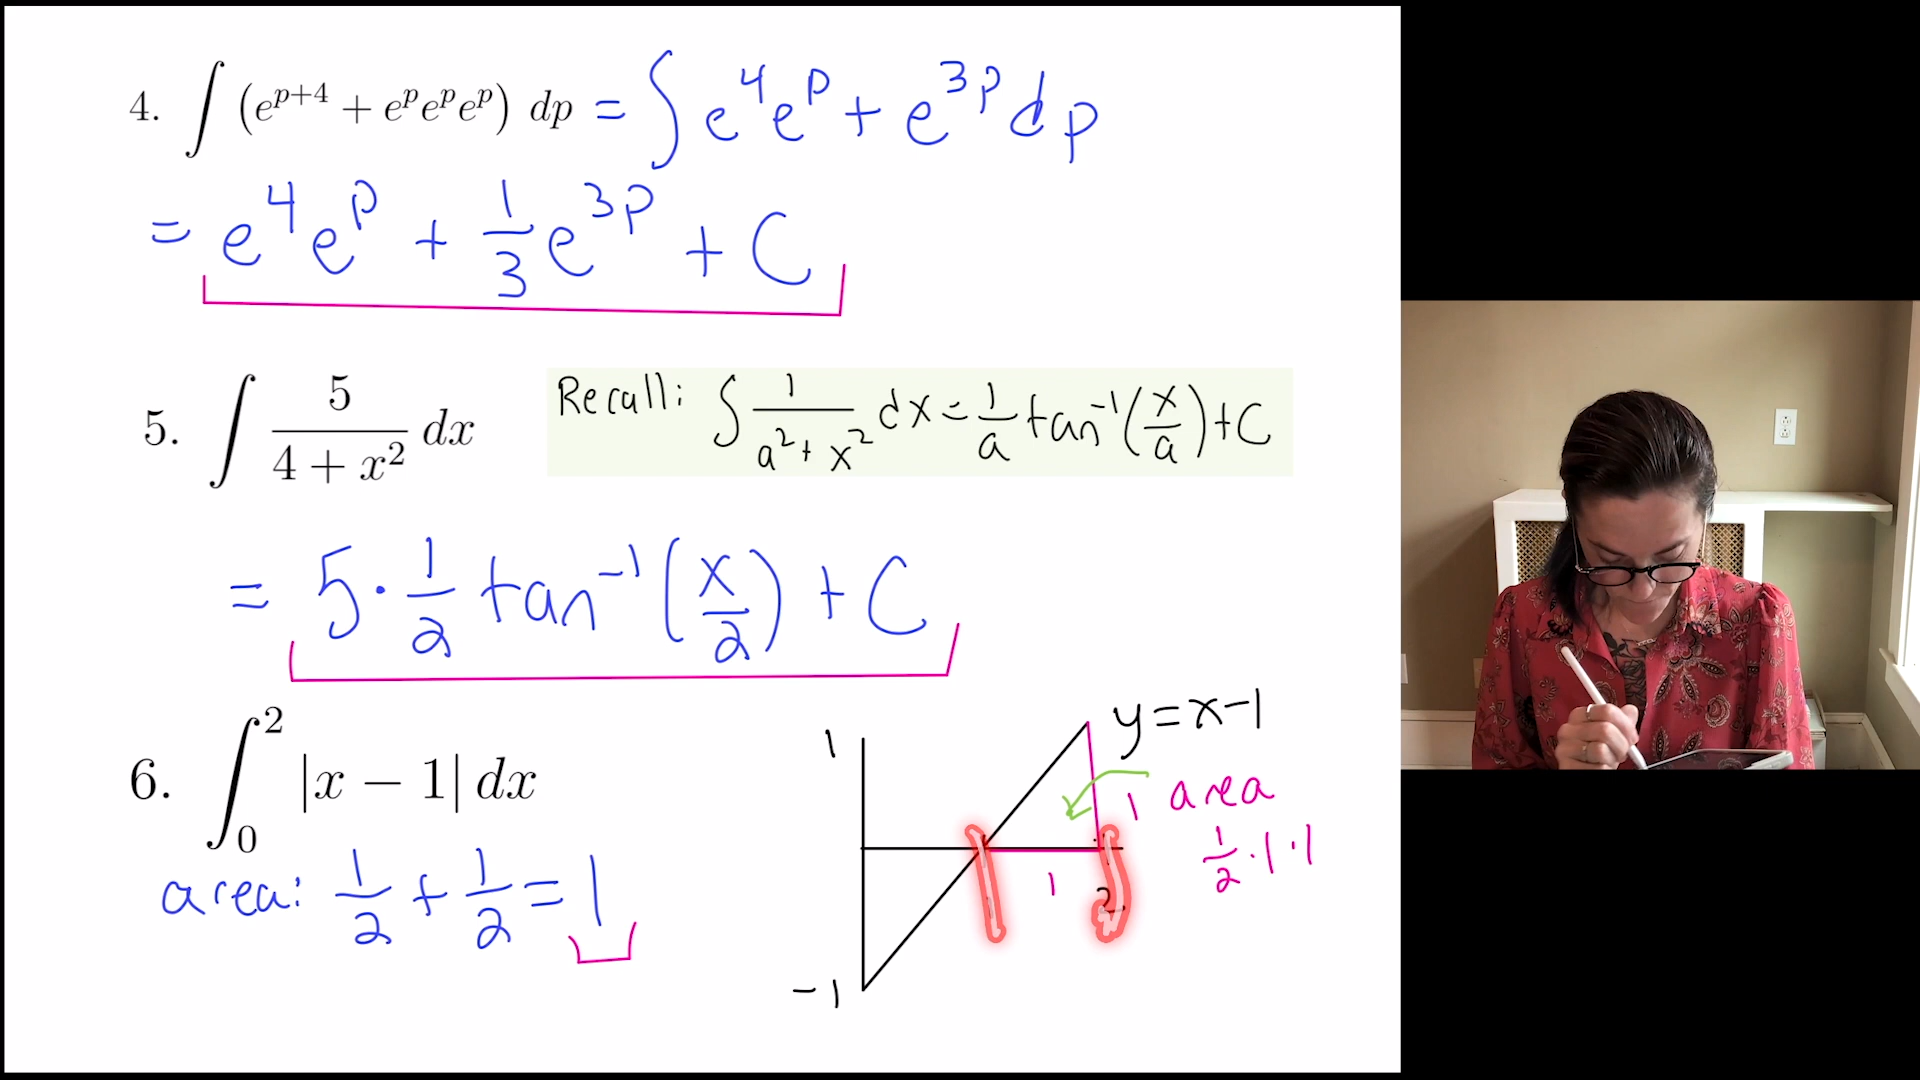 4. ∫ (e^{p+4} + e^p e^p e^p) dp = ∫ e^4 e^p + e^{3p} dp
= e^4 e^p + 1/3 e^{3p} + C
5. ∫ 5/(4 + x^2) dx
Recall: ∫ 1/(a^2 + x^2) dx = 1/a tan^{-1}(x/a) + C
= 5 · 1/2 tan^{-1}(x/2) + C
6. ∫_0^2 |x − 1| dx
area: 1/2 + 1/2 = 1
y = x-1
1
1 area
1/2 · 1 · 1
1 2
-1